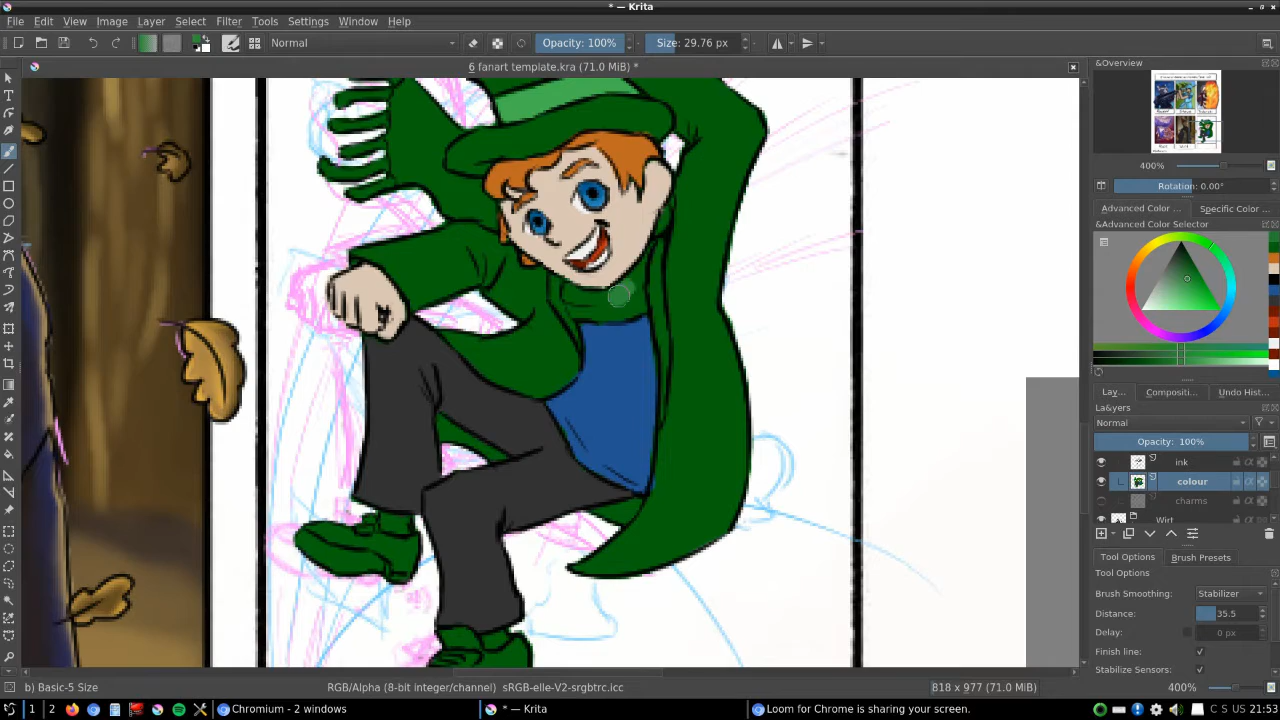 * — Krita
File Edit View Image Layer Select Filter Tools Settings Window Help
Normal Opacity: 100% Size: 29.76 px
6 fanart template.kra (71.0 MiB) *
&Overview
400%
Rotation: 0.00°
Advanced Color ... Specific Color ...
&Advanced Color Selector
Lay... Compositi... Undo Hist...
La&yers
Normal
Opacity: 100%
ink
colour
charms
Wirt
Tool Options Brush Presets
Tool Options
Brush Smoothing: Stabilizer
Distance: 35.5
Delay: 0 px
Finish line:
Stabilize Sensors:
b) Basic-5 Size RGB/Alpha (8-bit integer/channel) sRGB-elle-V2-srgbtrc.icc 818 x 977 (71.0 MiB) 400%
1 2 Chromium - 2 windows * — Krita Loom for Chrome is sharing your screen. C S US 21:53